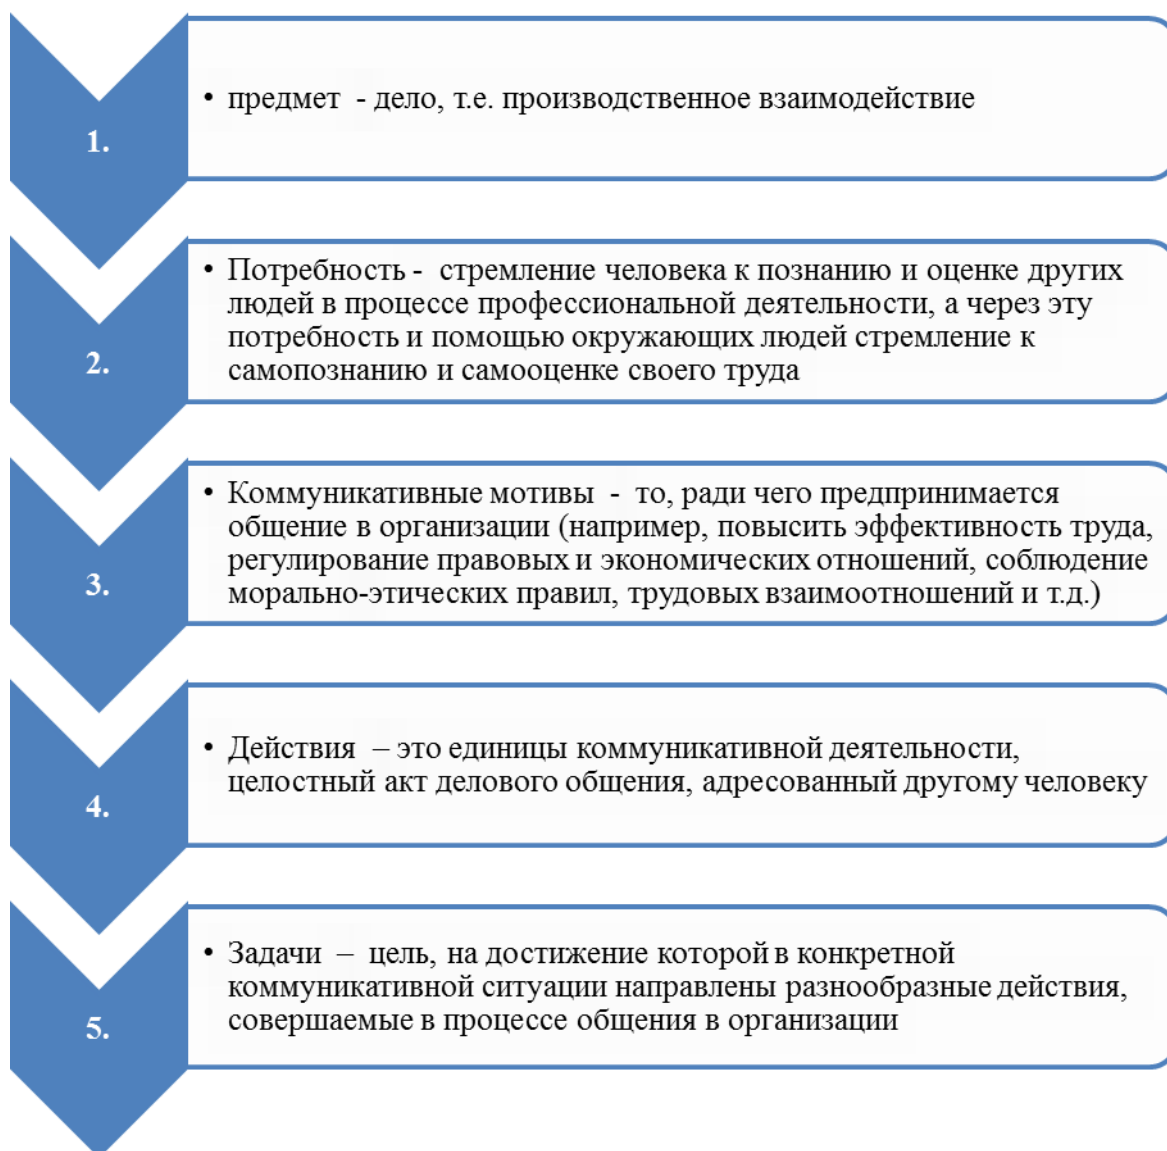 1.
• предмет - дело, т.е. производственное взаимодействие
2.
• Потребность - стремление человека к познанию и оценке других
людей в процессе профессиональной деятельности, а через эту
потребность и помощью окружающих людей стремление к
самопознанию и самооценке своего труда
3.
• Коммуникативные мотивы - то, ради чего предпринимается
общение в организации (например, повысить эффективность труда,
регулирование правовых и экономических отношений, соблюдение
морально-этических правил, трудовых взаимоотношений и т.д.)
4.
• Действия – это единицы коммуникативной деятельности,
целостный акт делового общения, адресованный другому человеку
5.
• Задачи – цель, на достижение которой в конкретной
коммуникативной ситуации направлены разнообразные действия,
совершаемые в процессе общения в организации